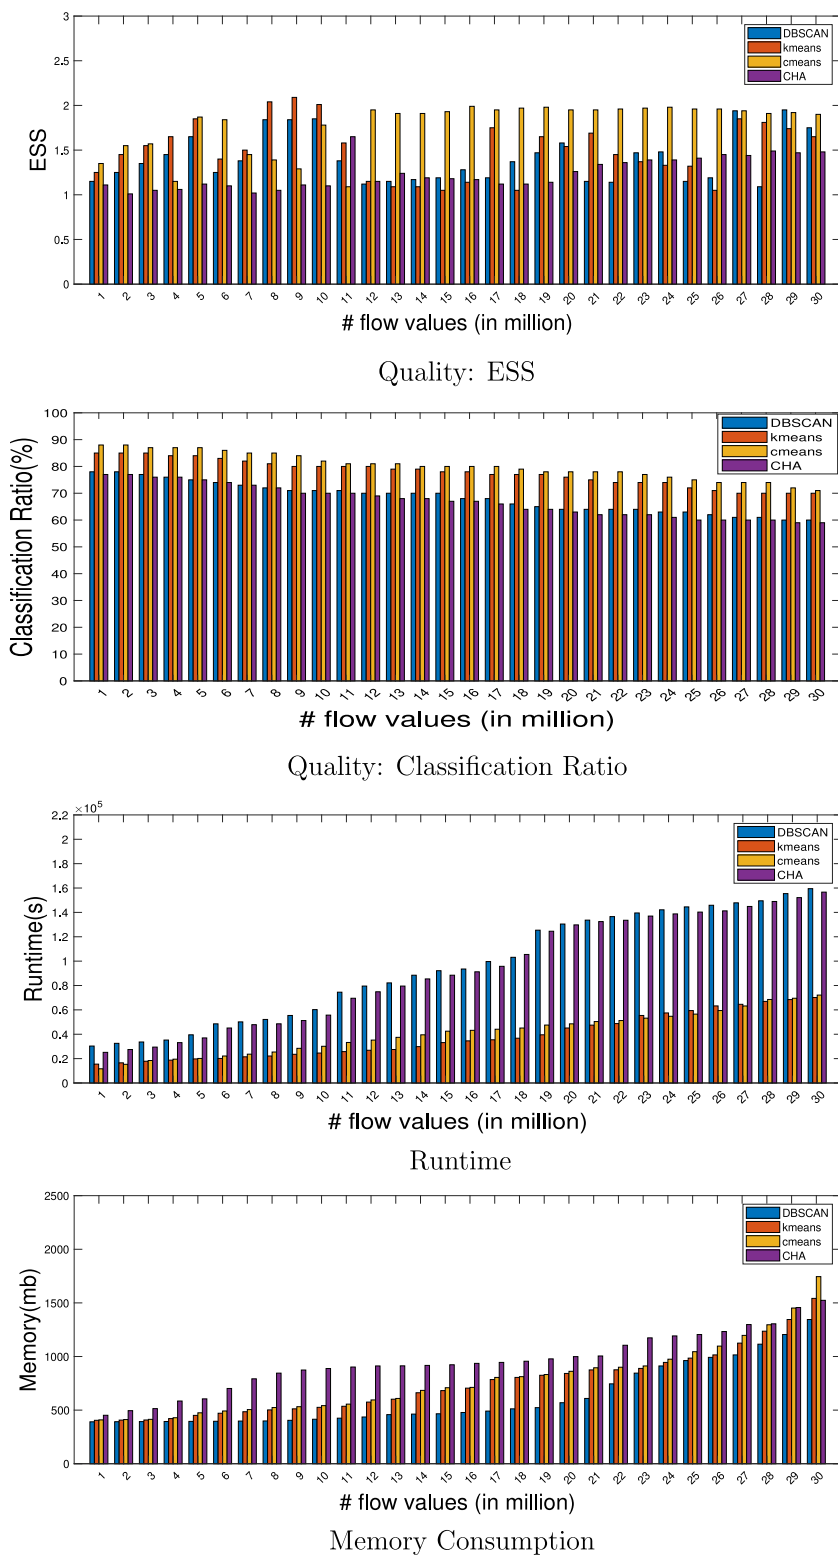 3
2.5
2
1.5
1
0.5
0
ESS
DBSCAN
kmeans
cmeans
CHA
1 2 3 4 5 6 7 8 9 10 11 12 13 14 15 16 17 18 19 20 21 22 23 24 25 26 27 28 29 30
# flow values (in million)
Quality: ESS
100
90
80
70
60
50
40
30
20
10
0
Classification Ratio(%)
DBSCAN
kmeans
cmeans
CHA
1 2 3 4 5 6 7 8 9 10 11 12 13 14 15 16 17 18 19 20 21 22 23 24 25 26 27 28 29 30
# flow values (in million)
Quality: Classification Ratio
×10^5
2.2
2
1.8
1.6
1.4
1.2
1
0.8
0.6
0.4
0.2
0
Runtime(s)
DBSCAN
kmeans
cmeans
CHA
1 2 3 4 5 6 7 8 9 10 11 12 13 14 15 16 17 18 19 20 21 22 23 24 25 26 27 28 29 30
# flow values (in million)
Runtime
2500
2000
1500
1000
500
0
Memory(mb)
DBSCAN
kmeans
cmeans
CHA
1 2 3 4 5 6 7 8 9 10 11 12 13 14 15 16 17 18 19 20 21 22 23 24 25 26 27 28 29 30
# flow values (in million)
Memory Consumption